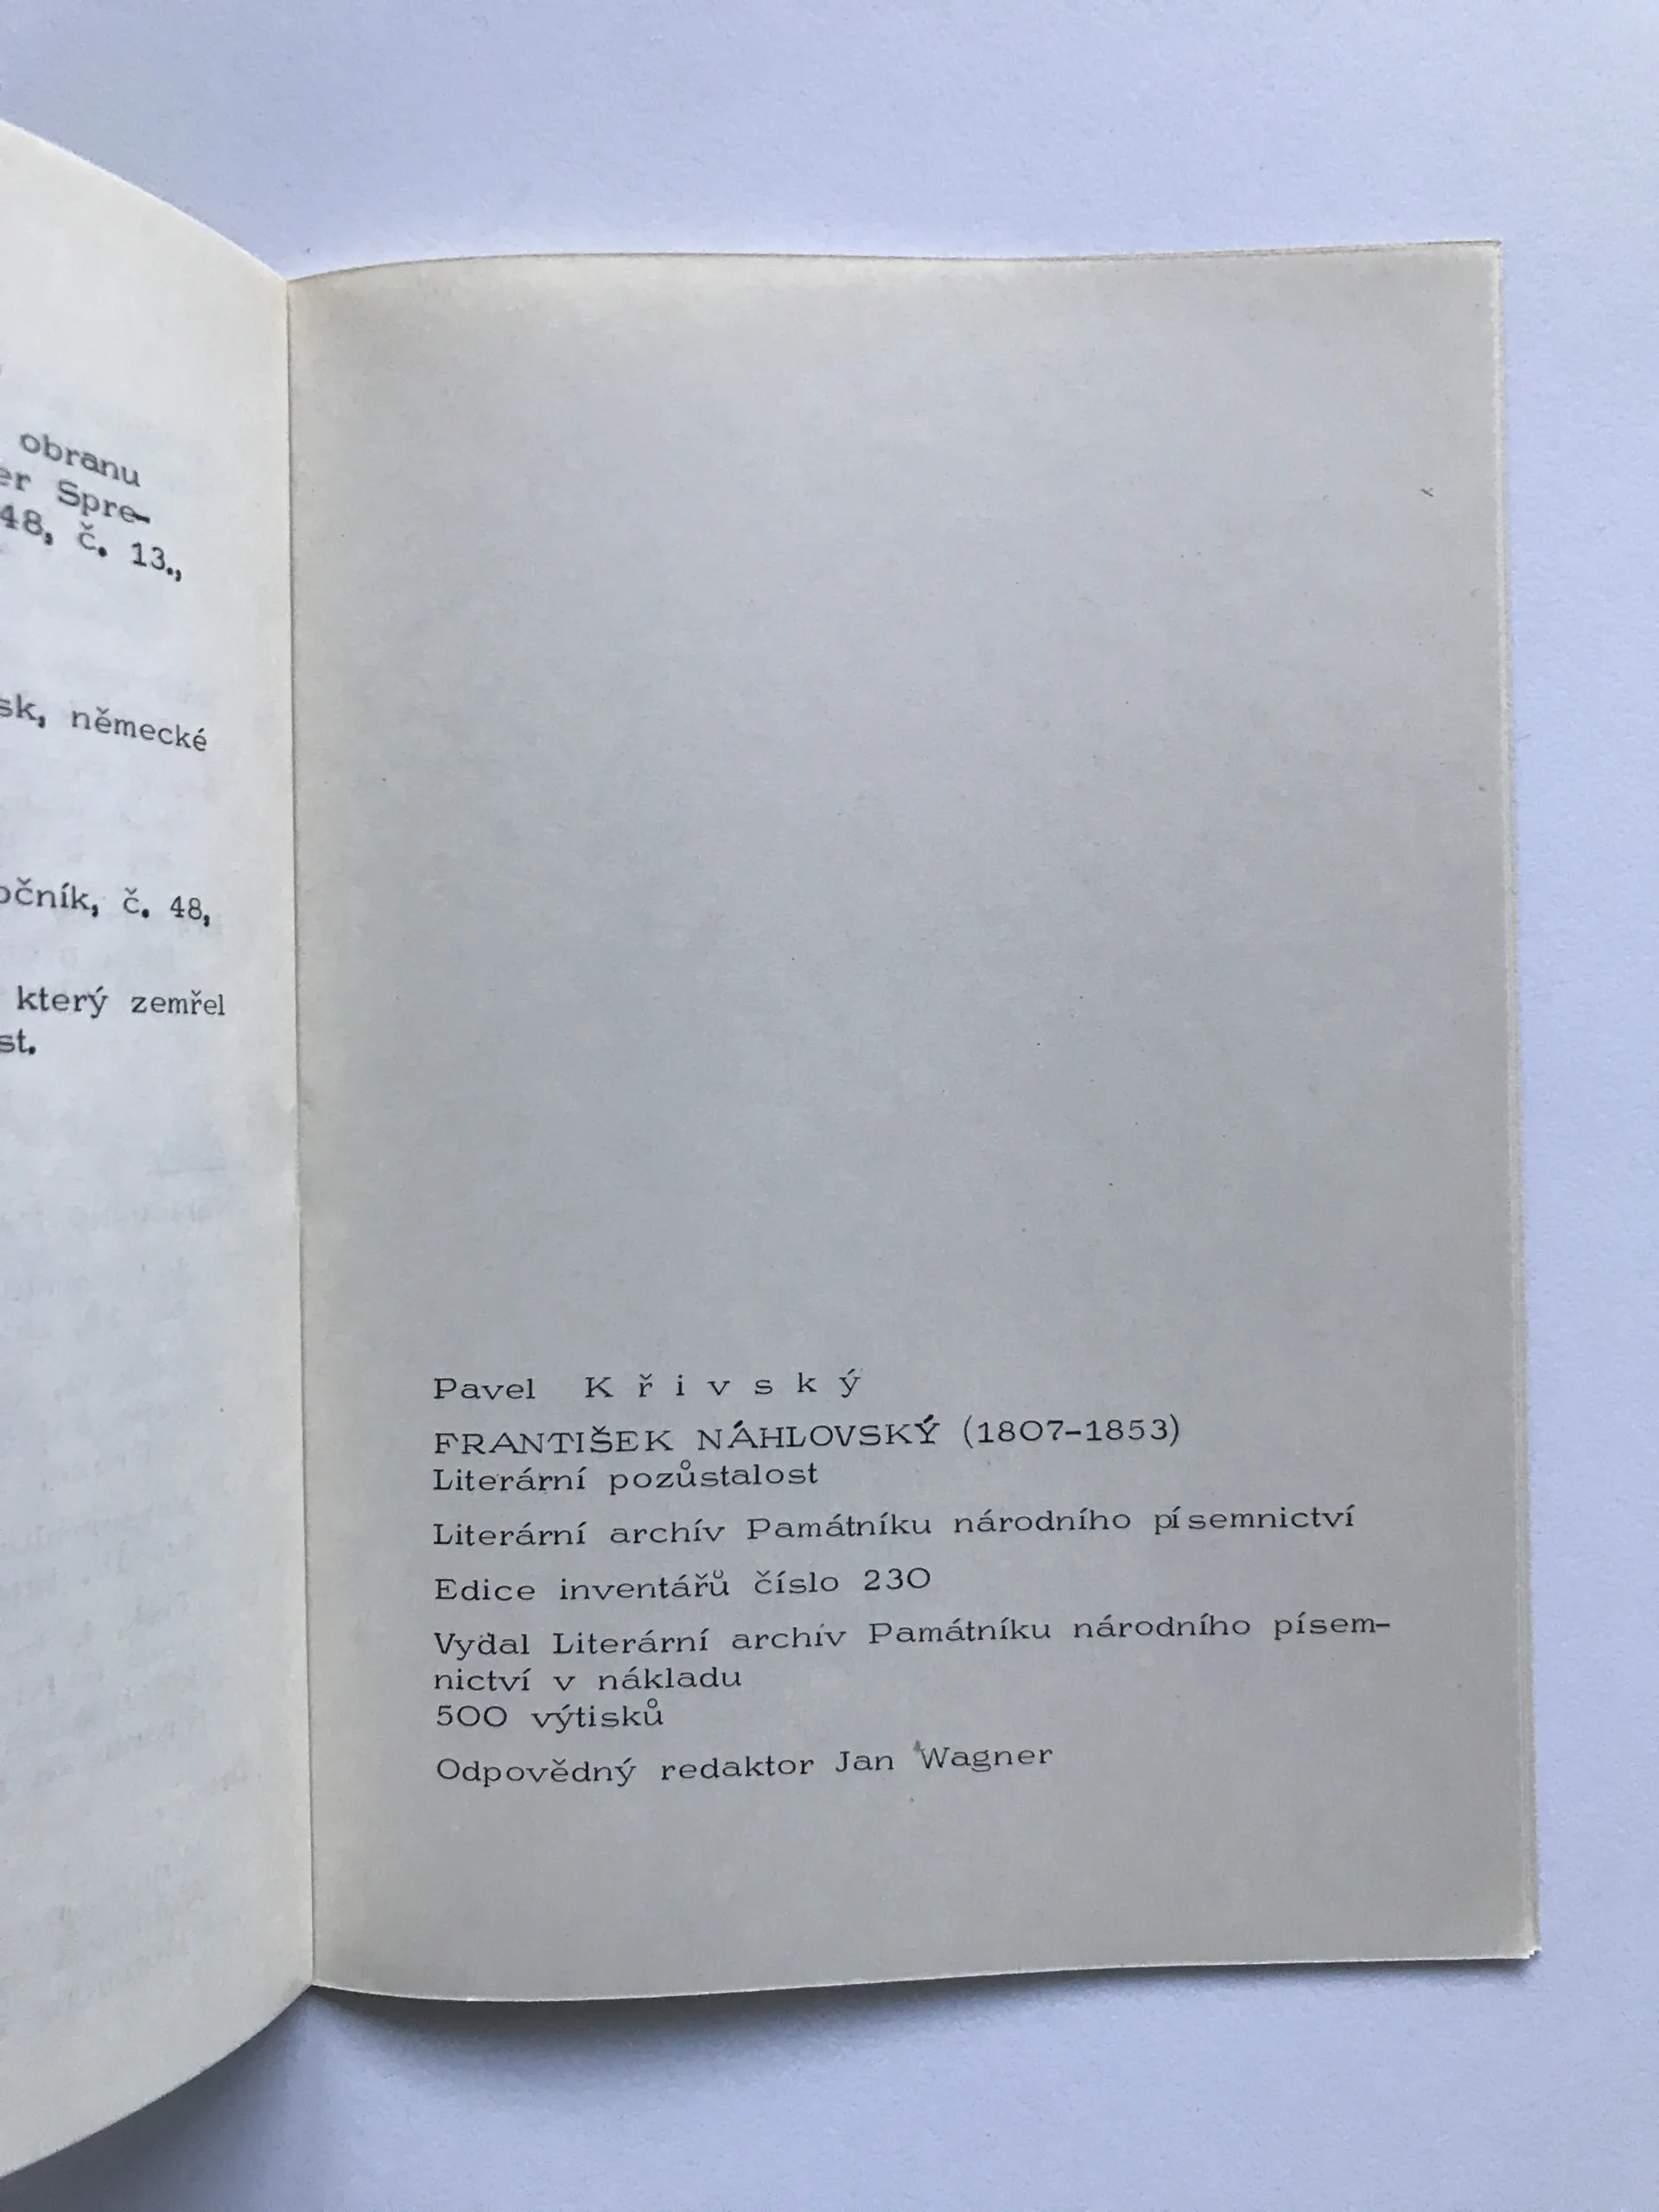 obranu
er Spre-
48, č. 13.,
sk, německé
očník, č. 48,
který zemřel
st.
Pavel K ř i v s k ý
FRANTIŠEK NÁHLOVSKÝ (1807-1853)
Literární pozůstalost
Literární archív Památníku národního písemnictví
Edice inventářů číslo 230
Vydal Literární archiv Památníku národního písem-
nictví v nákladu
500 výtisků
Odpovědný redaktor Jan Wagner